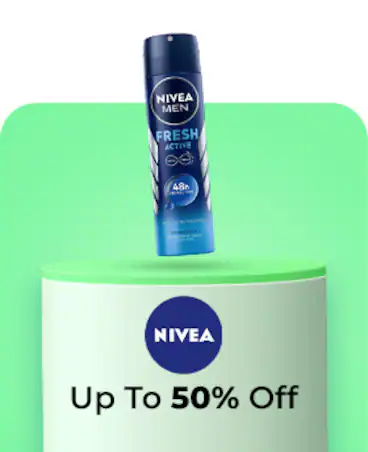 NIVEA
MEN
FRESH
ACTIVE
48h
NIVEA
Up To 50% Off